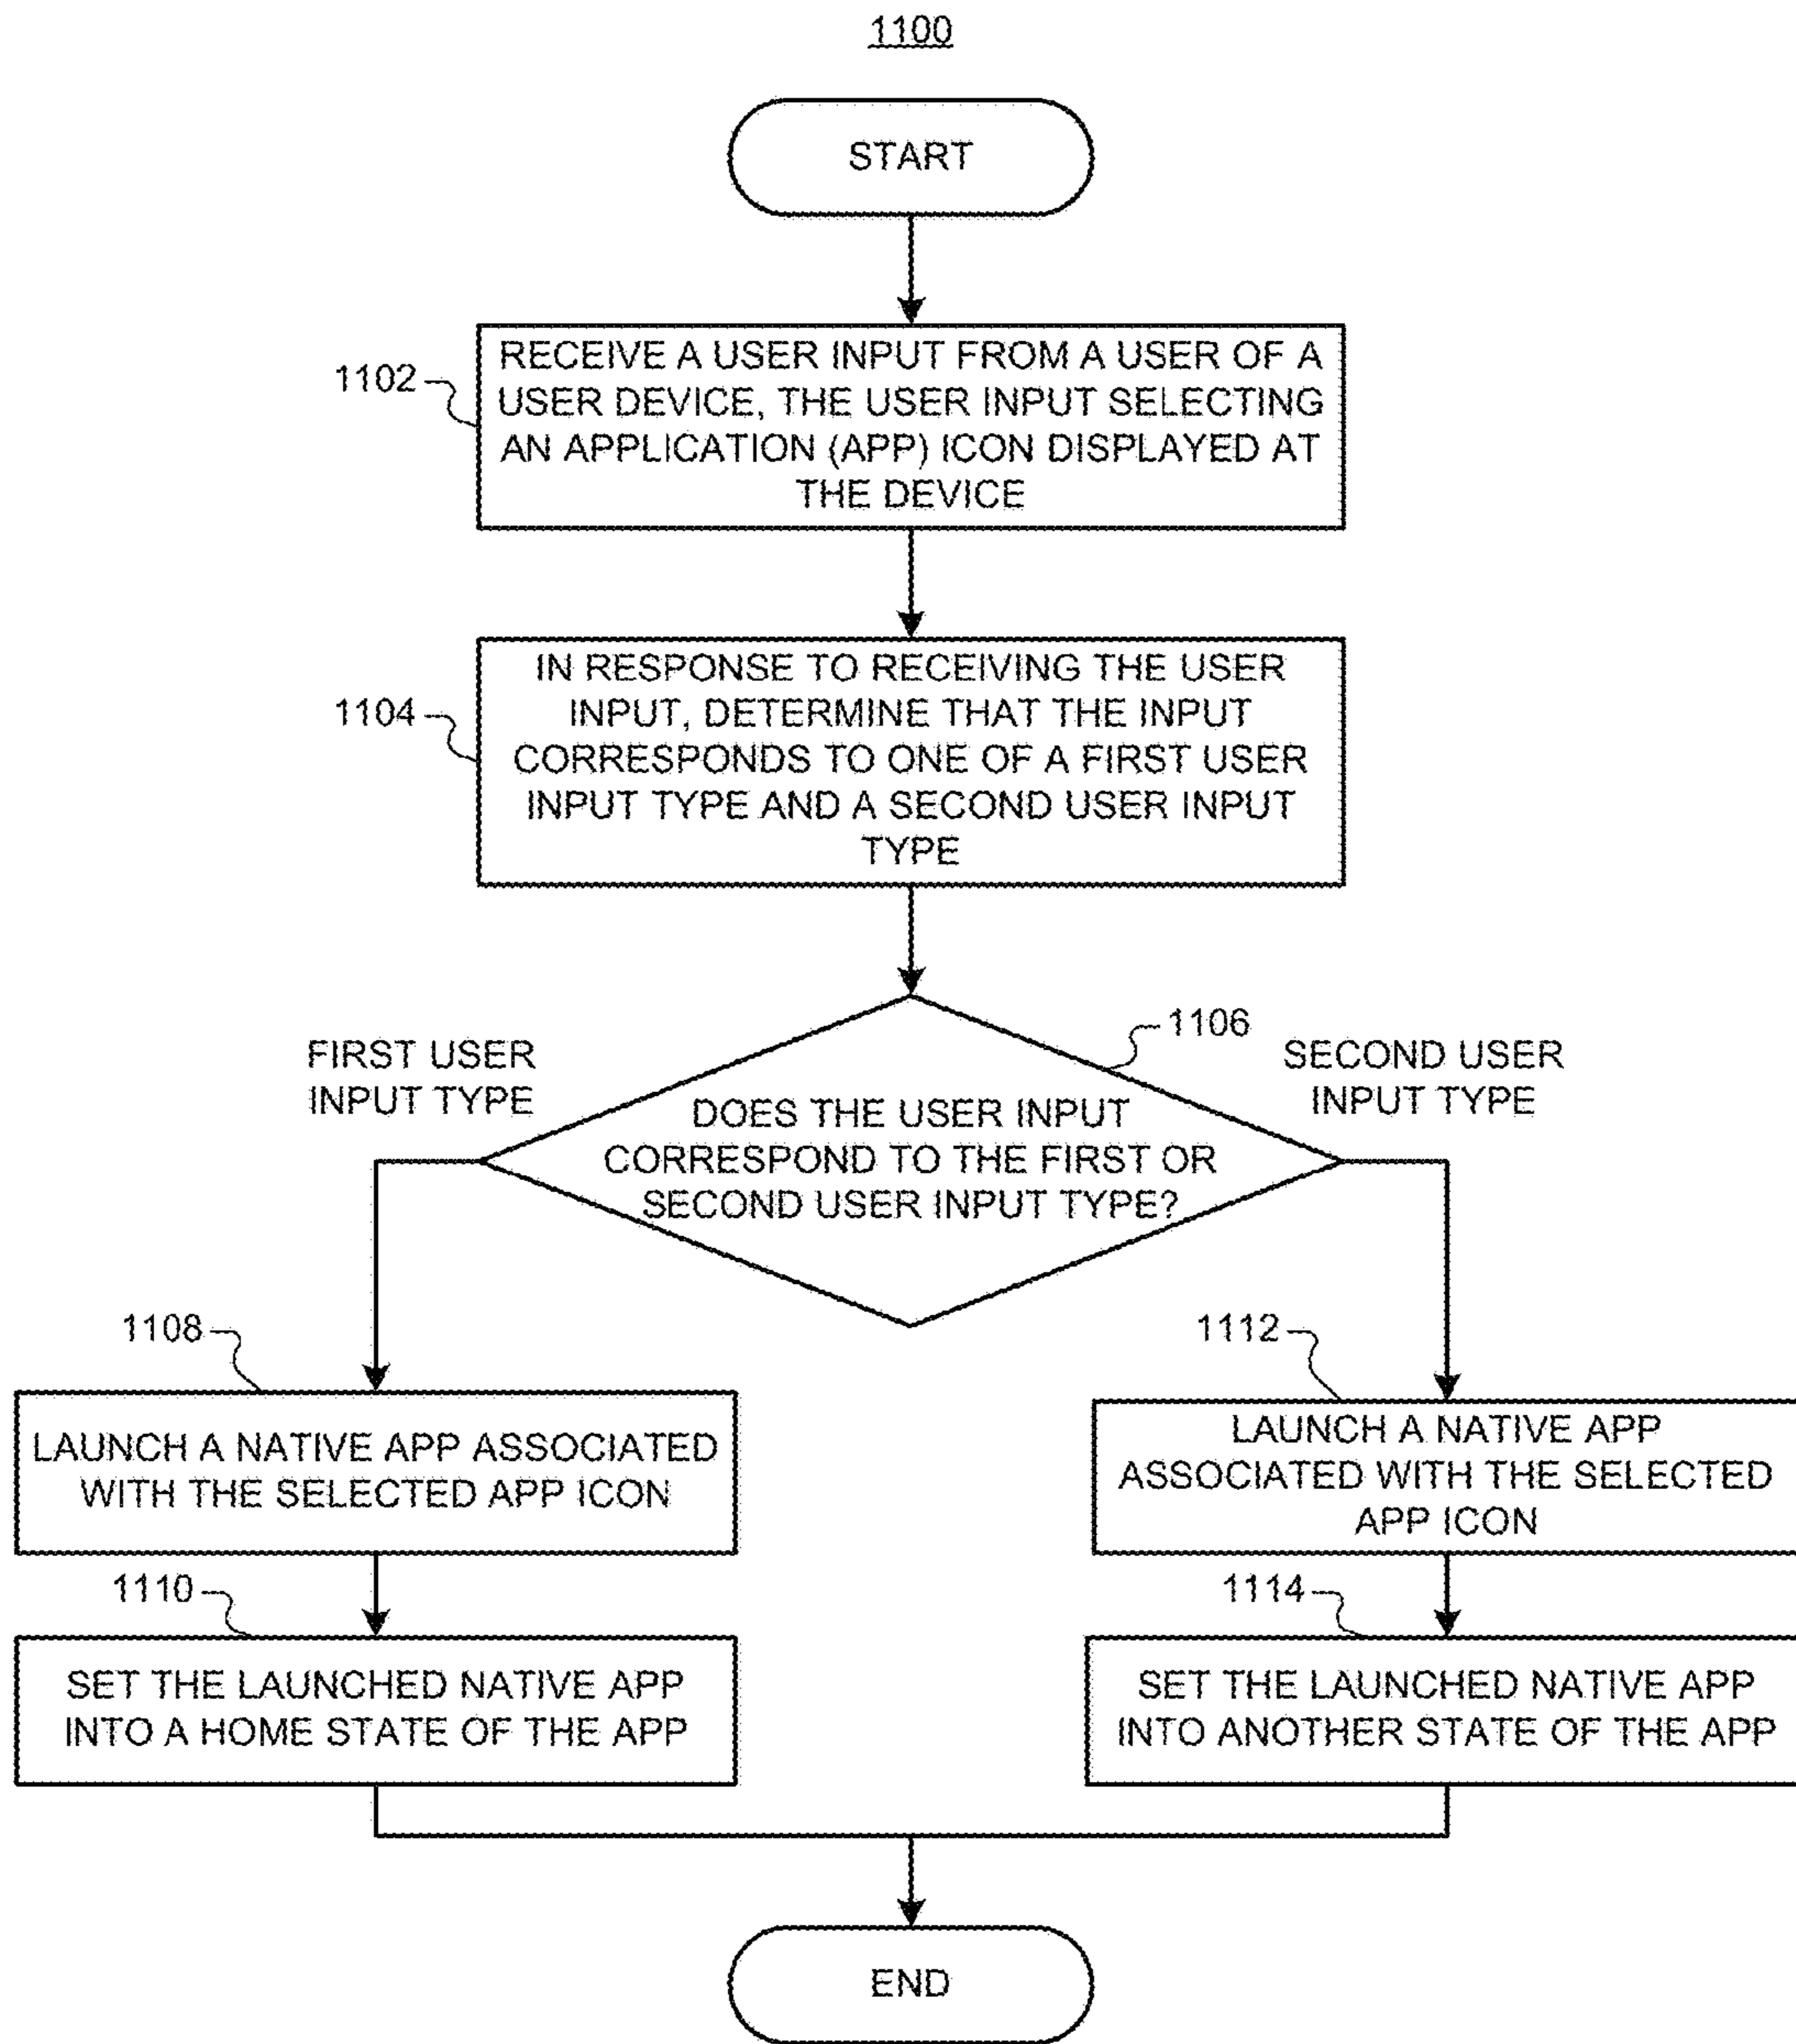 1100
START
1102
RECEIVE A USER INPUT FROM A USER OF A
USER DEVICE, THE USER INPUT SELECTING
AN APPLICATION (APP) ICON DISPLAYED AT
THE DEVICE
1104
IN RESPONSE TO RECEIVING THE USER
INPUT, DETERMINE THAT THE INPUT
CORRESPONDS TO ONE OF A FIRST USER
INPUT TYPE AND A SECOND USER INPUT
TYPE
1106
FIRST USER
INPUT TYPE
SECOND USER
INPUT TYPE
DOES THE USER INPUT
CORRESPOND TO THE FIRST OR
SECOND USER INPUT TYPE?
1108
LAUNCH A NATIVE APP ASSOCIATED
WITH THE SELECTED APP ICON
1112
LAUNCH A NATIVE APP
ASSOCIATED WITH THE SELECTED
APP ICON
1110
SET THE LAUNCHED NATIVE APP
INTO A HOME STATE OF THE APP
1114
SET THE LAUNCHED NATIVE APP
INTO ANOTHER STATE OF THE APP
END